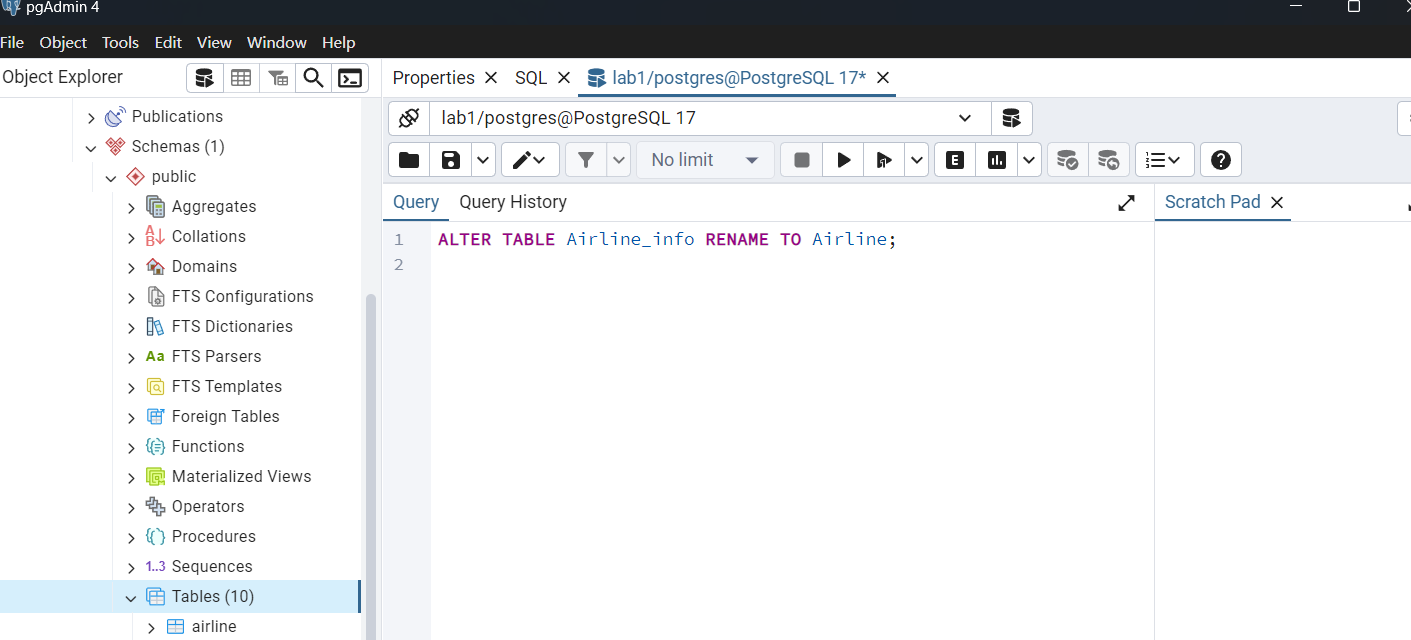 pgAdmin 4
File Object Tools Edit View Window Help
Object Explorer
Properties SQL lab1/postgres@PostgreSQL 17*
Publications
Schemas (1)
public
Aggregates
Collations
Domains
FTS Configurations
FTS Dictionaries
Aa FTS Parsers
FTS Templates
Foreign Tables
Functions
Materialized Views
Operators
Procedures
1..3 Sequences
Tables (10)
airline
lab1/postgres@PostgreSQL 17
No limit
E
Query Query History
Scratch Pad
1 ALTER TABLE Airline_info RENAME TO Airline;
2